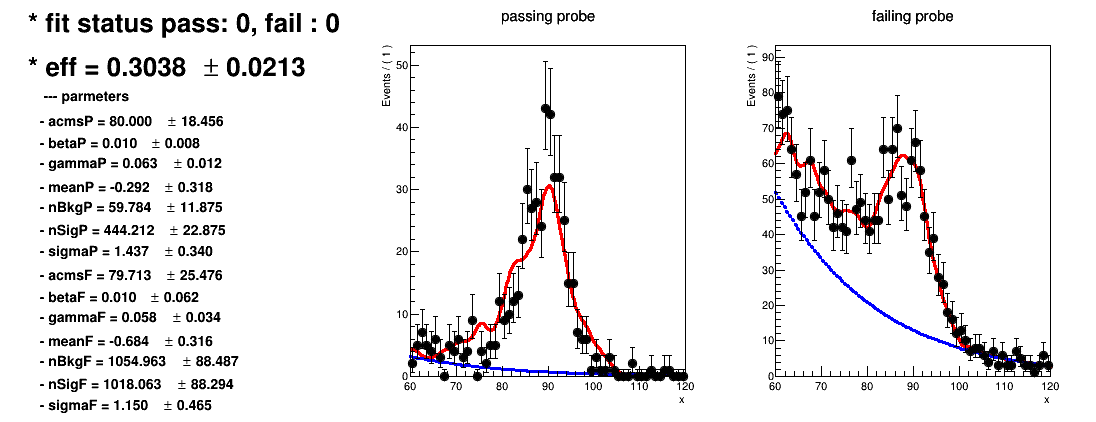 * fit status pass: 0, fail : 0
* eff = 0.3038 ± 0.0213
--- parmeters
- acmsP = 80.000 ± 18.456
- betaP = 0.010 ± 0.008
- gammaP = 0.063 ± 0.012
- meanP = -0.292 ± 0.318
- nBkgP = 59.784 ± 11.875
- nSigP = 444.212 ± 22.875
- sigmaP = 1.437 ± 0.340
- acmsF = 79.713 ± 25.476
- betaF = 0.010 ± 0.062
- gammaF = 0.058 ± 0.034
- meanF = -0.684 ± 0.316
- nBkgF = 1054.963 ± 88.487
- nSigF = 1018.063 ± 88.294
- sigmaF = 1.150 ± 0.465
passing probe
Events / ( 1 )
50
40
30
20
10
0
60 70 80 90 100 110 120
x
failing probe
Events / ( 1 )
90
80
70
60
50
40
30
20
10
0
60 70 80 90 100 110 120
x